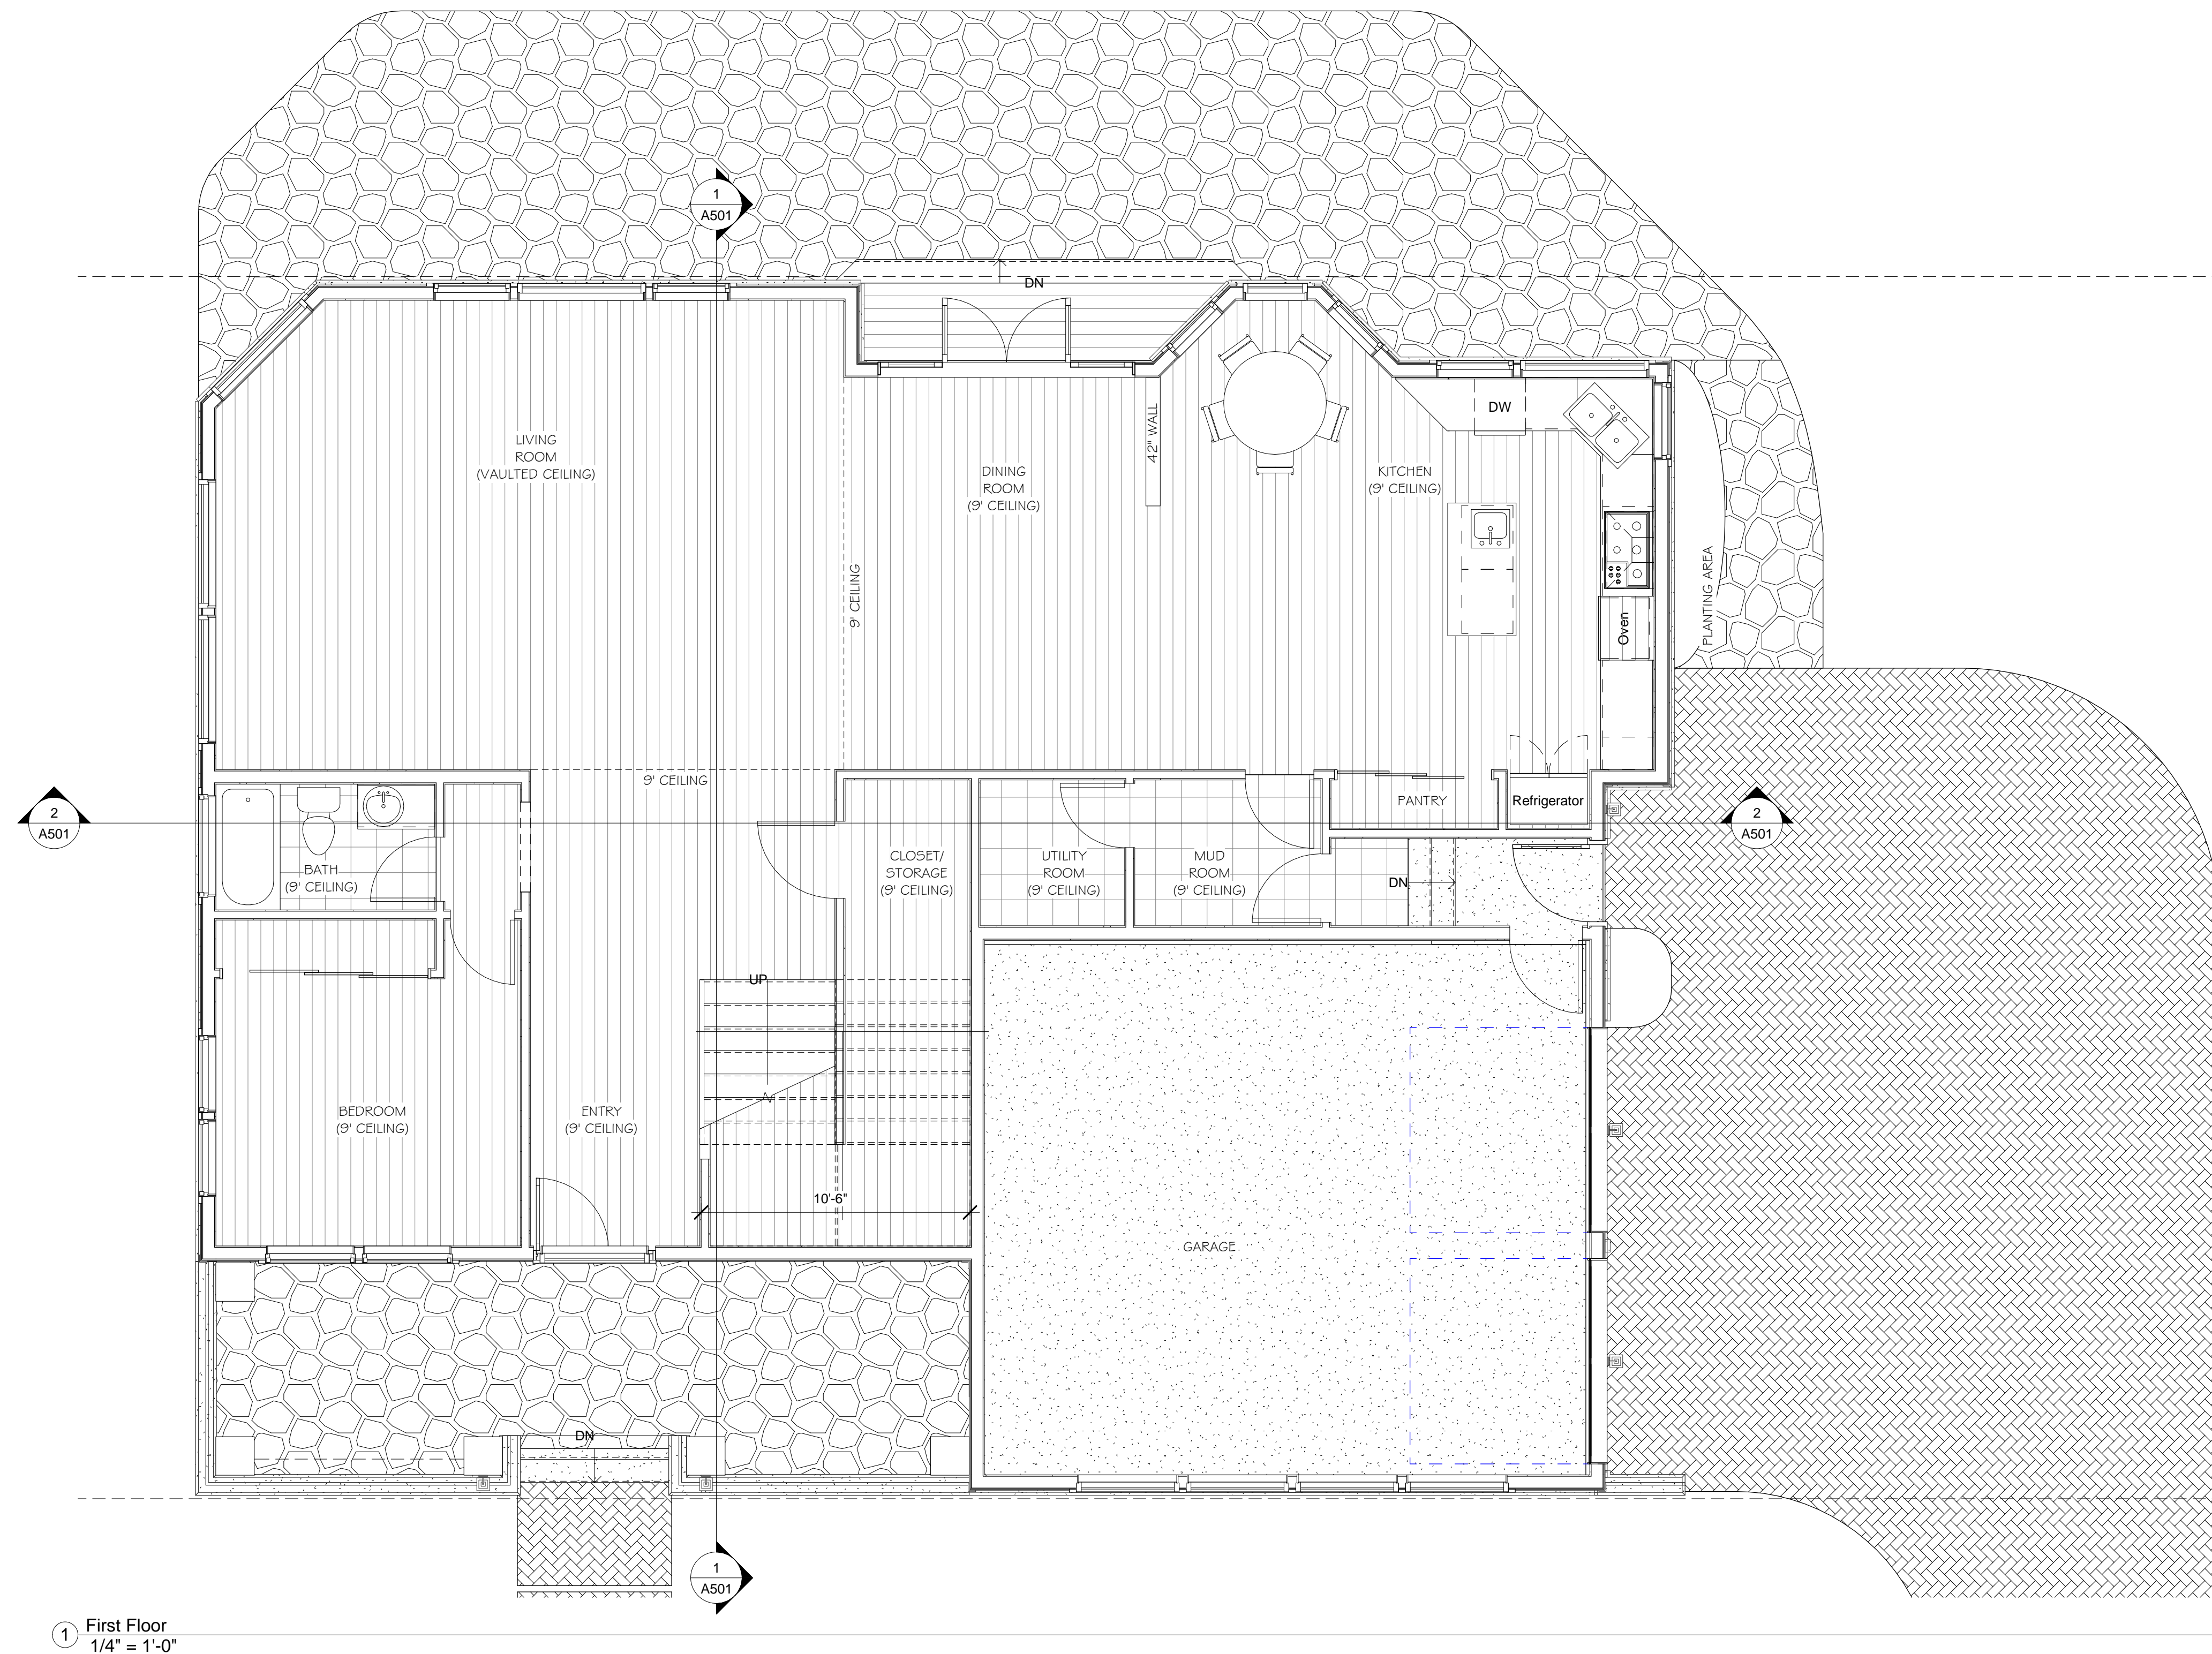 1
A501
DN
LIVING
ROOM
(VAULTED CEILING)
DINING
ROOM
(9' CEILING)
42" WALL
DW
KITCHEN
(9' CEILING)
9' CEILING
PLANTING AREA
Oven
9' CEILING
PANTRY
Refrigerator
2
A501
2
A501
BATH
(9' CEILING)
CLOSET/
STORAGE
(9' CEILING)
UTILITY
ROOM
(9' CEILING)
MUD
ROOM
(9' CEILING)
DN
UP
BEDROOM
(9' CEILING)
ENTRY
(9' CEILING)
10'-6"
GARAGE
DN
1
A501
1
First Floor
1/4" = 1'-0"